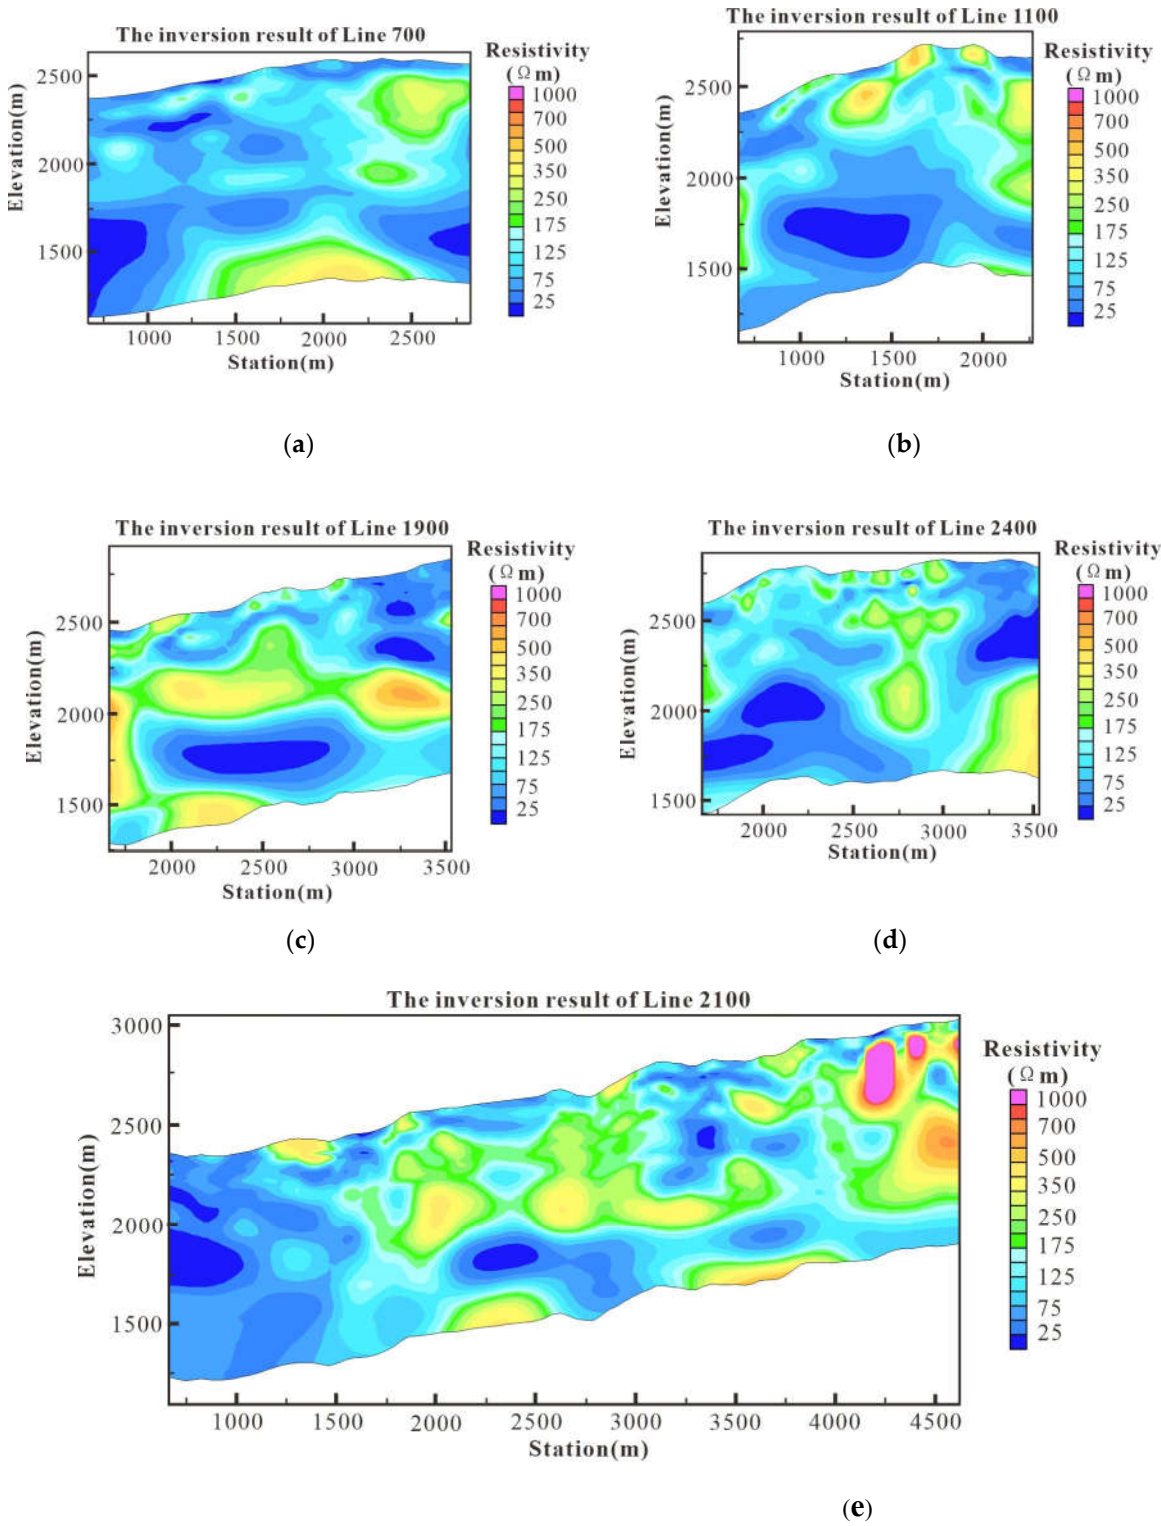 The inversion result of Line 700
Resistivity
(Ωm)
1000
700
500
350
250
175
125
75
25
Elevation(m)
2500
2000
1500
1000 1500 2000 2500
Station(m)
(a)
The inversion result of Line 1100
Resistivity
(Ωm)
1000
700
500
350
250
175
125
75
25
Elevation(m)
2500
2000
1500
1000 1500 2000
Station(m)
(b)
The inversion result of Line 1900
Resistivity
(Ωm)
1000
700
500
350
250
175
125
75
25
Elevation(m)
2500
2000
1500
2000 2500 3000 3500
Station(m)
(c)
The inversion result of Line 2400
Resistivity
(Ωm)
1000
700
500
350
250
175
125
75
25
Elevation(m)
2500
2000
1500
2000 2500 3000 3500
Station(m)
(d)
The inversion result of Line 2100
Resistivity
(Ωm)
1000
700
500
350
250
175
125
75
25
Elevation(m)
3000
2500
2000
1500
1000 1500 2000 2500 3000 3500 4000 4500
Station(m)
(e)